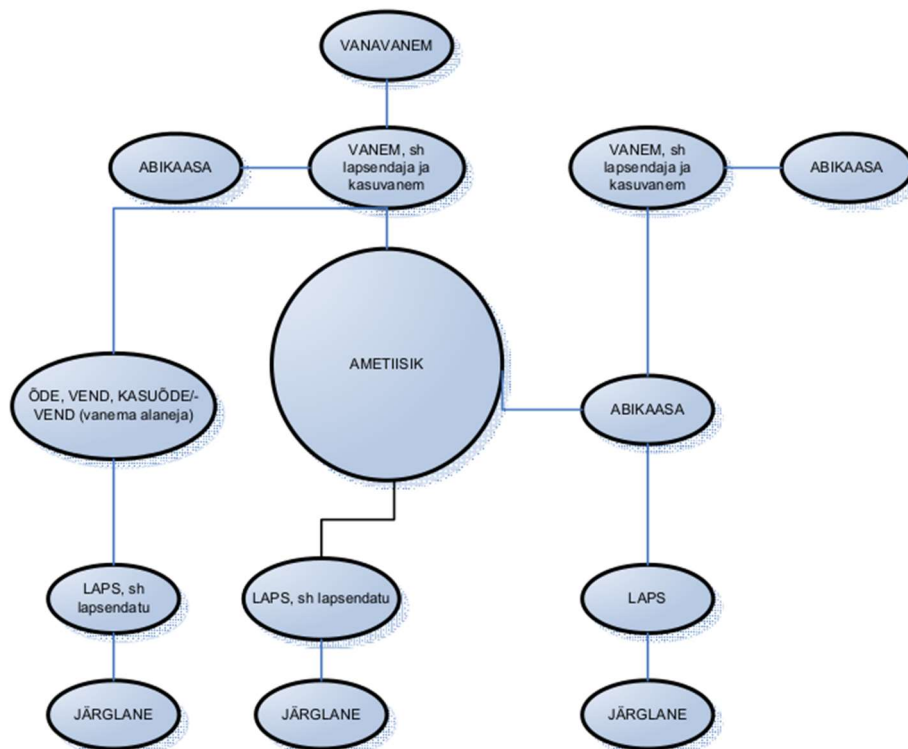 VANAVANEM
ABIKAASA
VANEM, sh
lapsendaja ja
kasuvanem
VANEM, sh
lapsendaja ja
kasuvanem
ABIKAASA
AMETIISIK
ÕDE, VEND, KASUÕDE/-
VEND (vanema alaneja)
ABIKAASA
LAPS, sh
lapsendatu
LAPS, sh lapsendatu
LAPS
JÄRGLANE
JÄRGLANE
JÄRGLANE